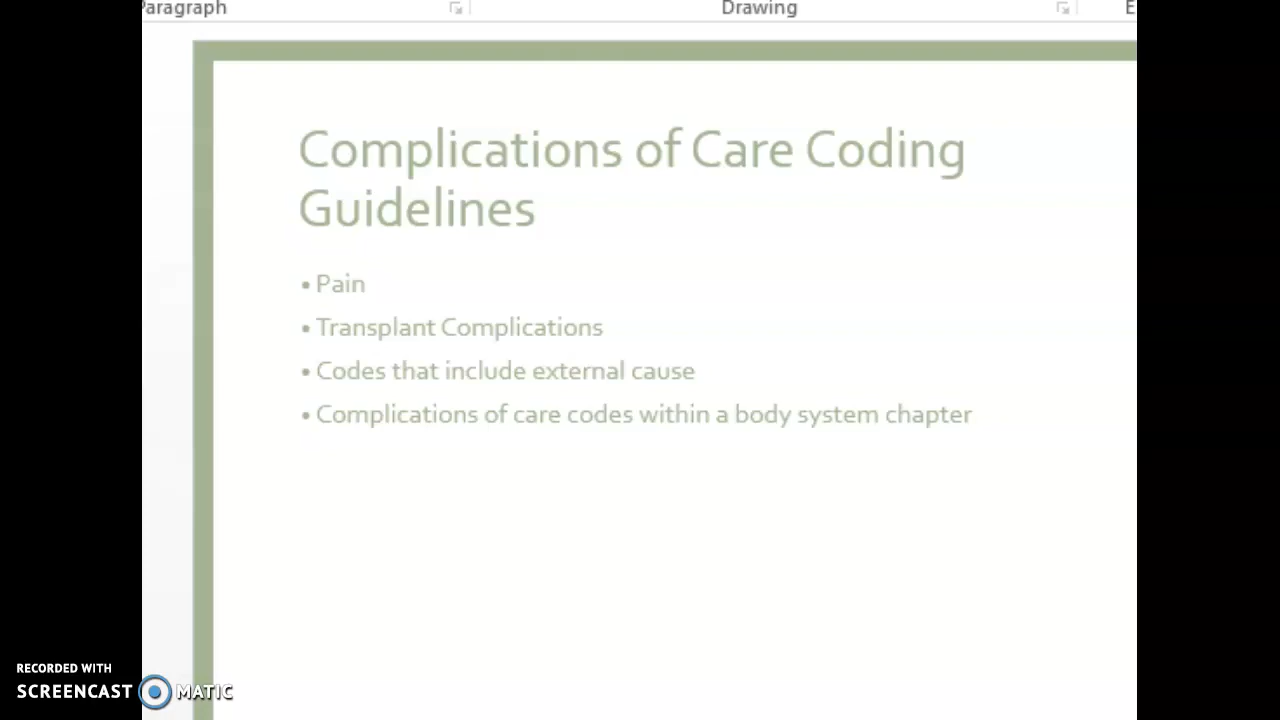 Paragraph
Drawing
E
Complications of Care Coding
Guidelines
• Pain
• Transplant Complications
• Codes that include external cause
• Complications of care codes within a body system chapter
RECORDED WITH
SCREENCAST MATIC